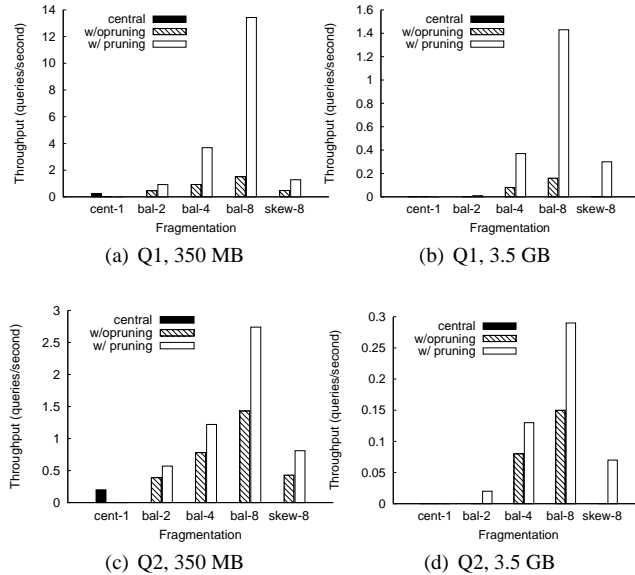 Throughput (queries/second)
14
12
10
8
6
4
2
0
central
w/opruning
w/ pruning
cent-1 bal-2 bal-4 bal-8 skew-8
Fragmentation
(a) Q1, 350 MB
Throughput (queries/second)
1.6
1.4
1.2
1
0.8
0.6
0.4
0.2
0
central
w/opruning
w/ pruning
cent-1 bal-2 bal-4 bal-8 skew-8
Fragmentation
(b) Q1, 3.5 GB
Throughput (queries/second)
3
2.5
2
1.5
1
0.5
0
central
w/opruning
w/ pruning
cent-1 bal-2 bal-4 bal-8 skew-8
Fragmentation
(c) Q2, 350 MB
Throughput (queries/second)
0.3
0.25
0.2
0.15
0.1
0.05
0
central
w/opruning
w/ pruning
cent-1 bal-2 bal-4 bal-8 skew-8
Fragmentation
(d) Q2, 3.5 GB